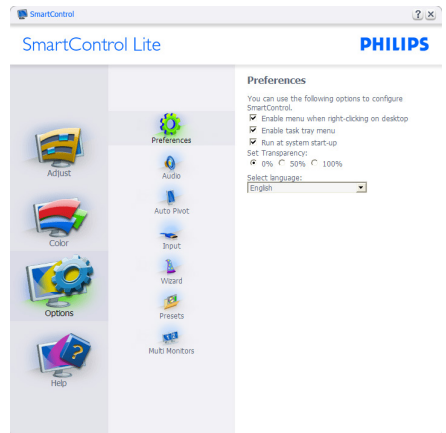 SmartControl
? ×
SmartControl Lite
PHILIPS
Adjust
Color
Options
Help
Preferences
Audio
Auto Pivot
Input
Wizard
Presets
Multi Monitors
Preferences
You can use the following options to configure
SmartControl.
Enable menu when right-clicking on desktop
Enable task tray menu
Run at system start-up
Set Transparency:
0% 50% 100%
Select language:
English